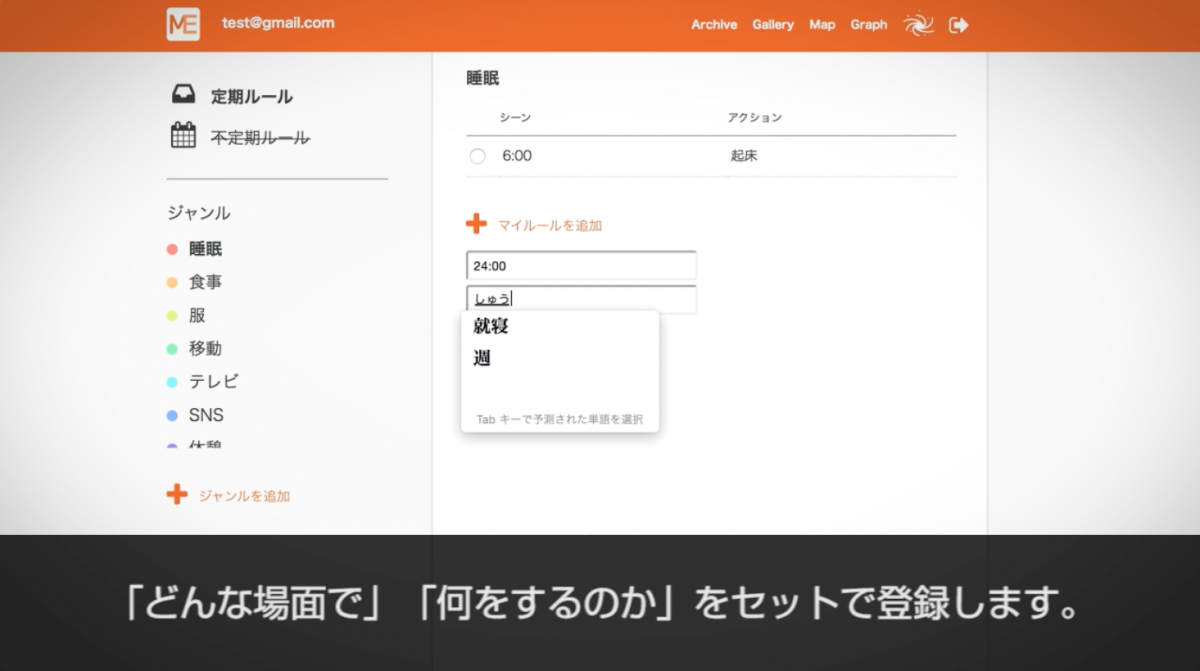 ME test@gmail.com Archive Gallery Map Graph
定期ルール
不定期ルール
ジャンル
睡眠
食事
服
移動
テレビ
SNS
休憩
ジャンルを追加
睡眠
シーン アクション
6:00 起床
マイルールを追加
24:00
しゅう
就寝
週
Tab キーで予測された単語を選択
「どんな場面で」「何をするのか」をセットで登録します。